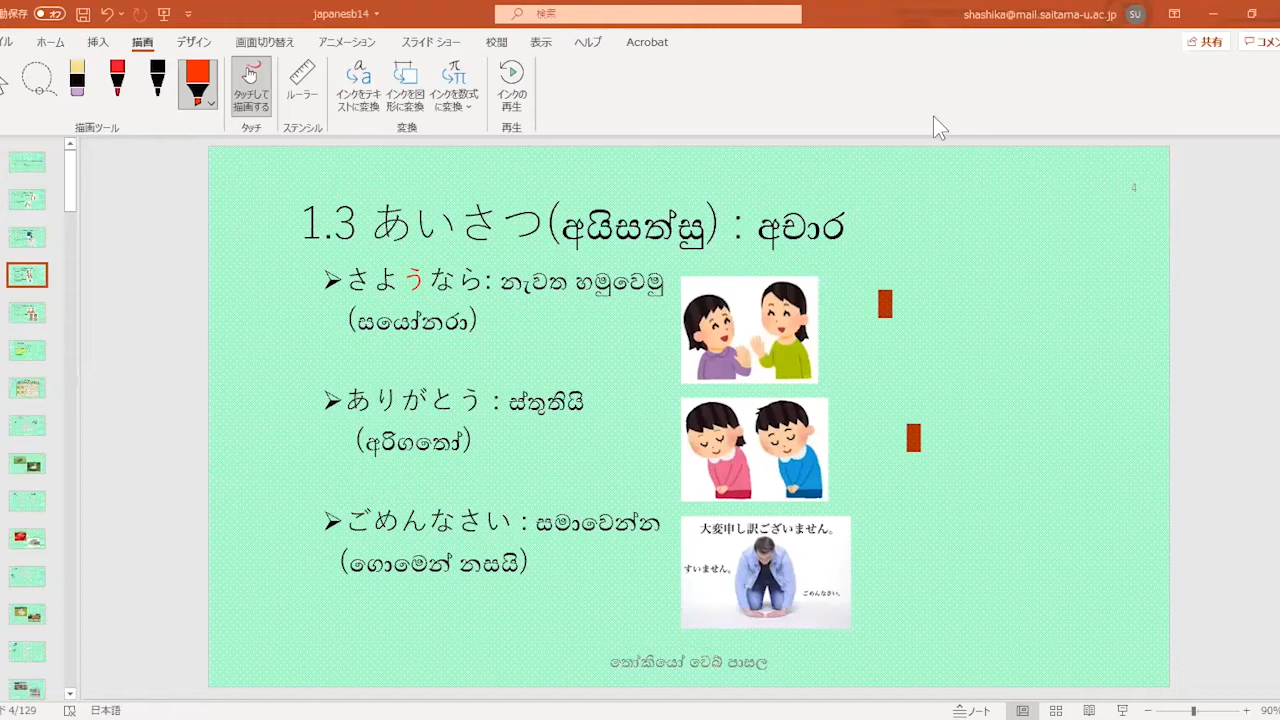 動保存 オフ japanesb14 検索 shashika@mail.saitama-u.ac.jp SU
イル ホーム 挿入 描画 デザイン 画面切り替え アニメーション スライド ショー 校閲 表示 ヘルプ Acrobat 共有 コメン
タッチして描画する ルーラー インクをテキストに変換 インクを図形に変換 インクを数式に変換 インクの再生
描画ツール タッチ ステンシル 変換 再生
4
1.3 あいさつ(අයිසත්සු) : අචාර
➢さようなら: නැවත හමුවෙමු
(සයෝනරා)
➢ありがとう : ස්තුතියි
(අරිගතෝ)
➢ごめんなさい : සමාවෙන්න
(ගොමෙන් නසයි)
大変申し訳ございません。
すいません。
ごめんなさい。
තෝකියෝ වෙබ් පාසල
ド 4/129 日本語 ノート 90%